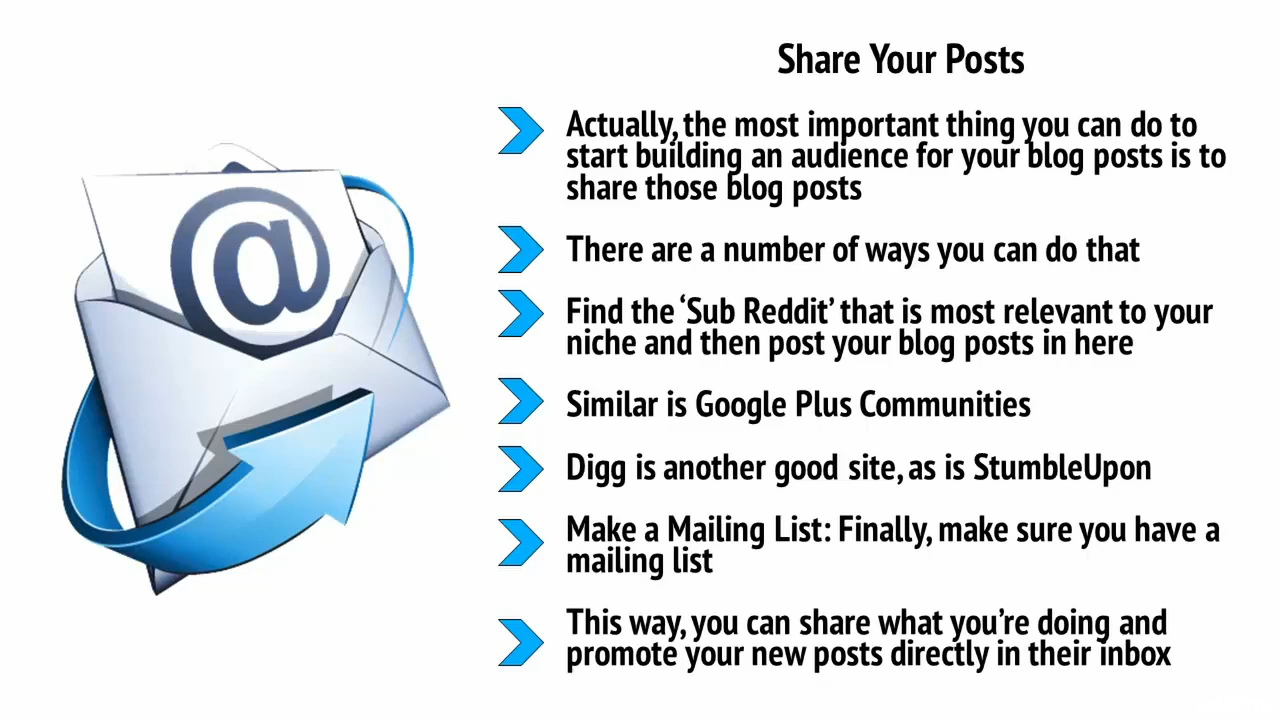 Share Your Posts
Actually, the most important thing you can do to
start building an audience for your blog posts is to
share those blog posts
There are a number of ways you can do that
Find the ‘Sub Reddit’ that is most relevant to your
niche and then post your blog posts in here
Similar is Google Plus Communities
Digg is another good site, as is StumbleUpon
Make a Mailing List: Finally, make sure you have a
mailing list
This way, you can share what you’re doing and
promote your new posts directly in their inbox
@